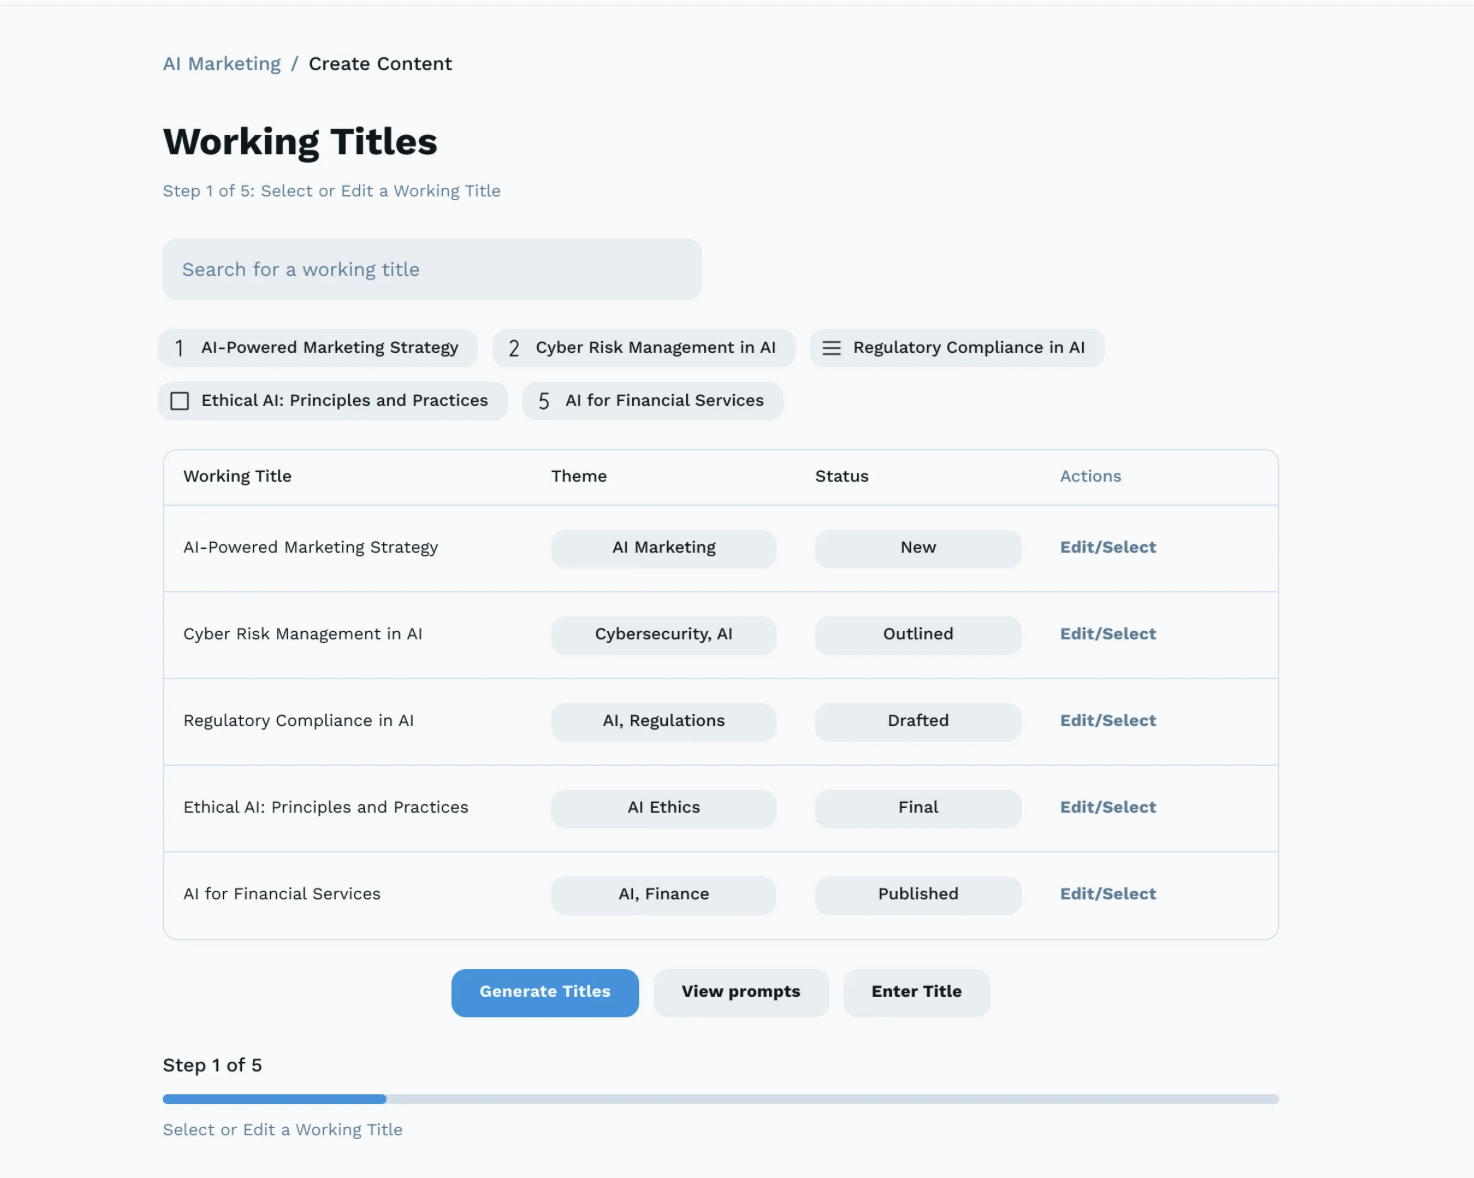 AI Marketing / Create Content
Working Titles
Step 1 of 5: Select or Edit a Working Title
Search for a working title
1 AI-Powered Marketing Strategy 2 Cyber Risk Management in AI Regulatory Compliance in AI
Ethical AI: Principles and Practices 5 AI for Financial Services
Working Title Theme Status Actions
AI-Powered Marketing Strategy AI Marketing New Edit/Select
Cyber Risk Management in AI Cybersecurity, AI Outlined Edit/Select
Regulatory Compliance in AI AI, Regulations Drafted Edit/Select
Ethical AI: Principles and Practices AI Ethics Final Edit/Select
AI for Financial Services AI, Finance Published Edit/Select
Generate Titles View prompts Enter Title
Step 1 of 5
Select or Edit a Working Title